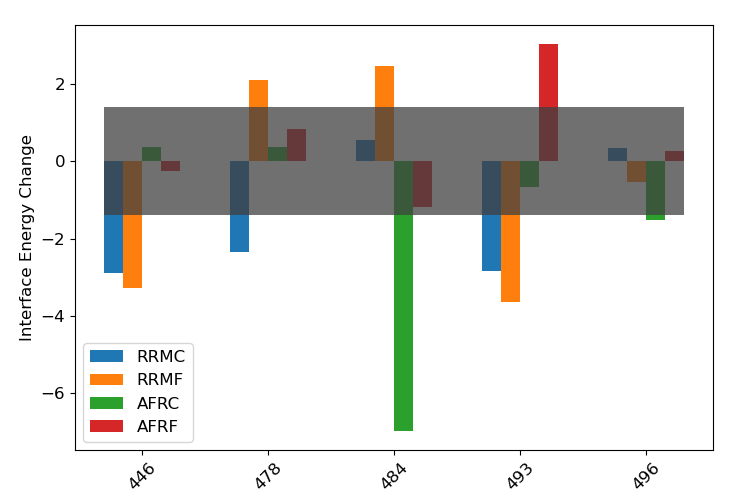 Interface Energy Change
2
0
−2
−4
−6
RRMC
RRMF
AFRC
AFRF
446
478
484
493
496